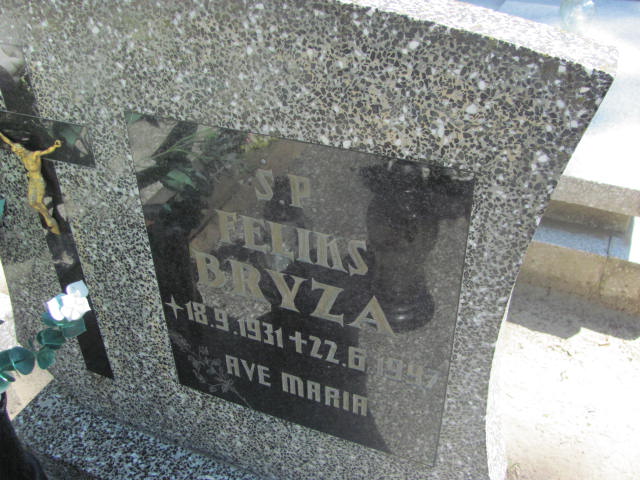 S.P.
FELIKS
BRYZA
✦18.9.1931 +22.6.1947
AVE MARIA